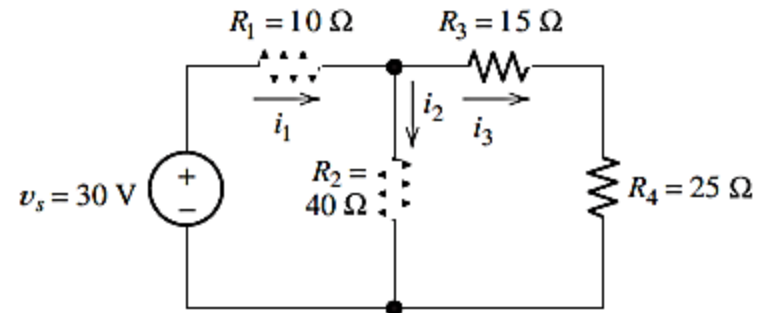 R₁ = 10 Ω
R₃ = 15 Ω
i₁
i₂
i₃
+
−
vₛ = 30 V
R₂ =
40 Ω
R₄ = 25 Ω